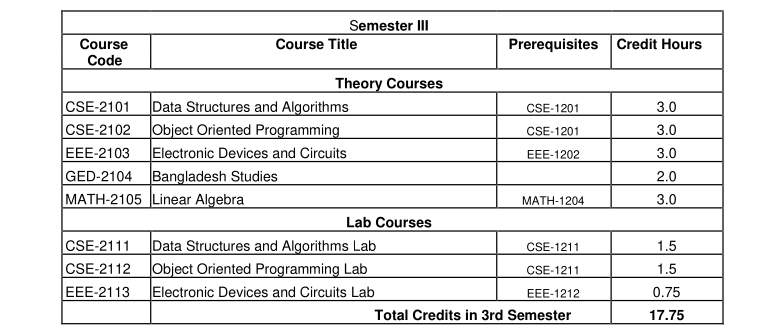 Semester III
Course Code Course Title Prerequisites Credit Hours
Theory Courses
CSE-2101 Data Structures and Algorithms CSE-1201 3.0
CSE-2102 Object Oriented Programming CSE-1201 3.0
EEE-2103 Electronic Devices and Circuits EEE-1202 3.0
GED-2104 Bangladesh Studies 2.0
MATH-2105 Linear Algebra MATH-1204 3.0
Lab Courses
CSE-2111 Data Structures and Algorithms Lab CSE-1211 1.5
CSE-2112 Object Oriented Programming Lab CSE-1211 1.5
EEE-2113 Electronic Devices and Circuits Lab EEE-1212 0.75
Total Credits in 3rd Semester 17.75